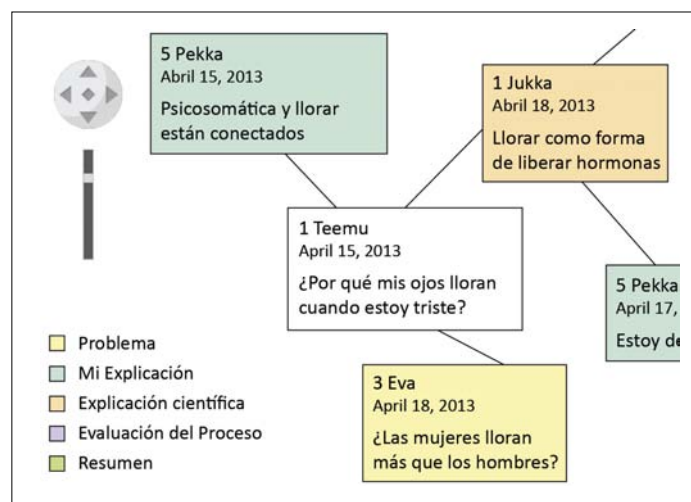 5 Pekka
Abril 15, 2013
Psicosomática y llorar
están conectados
1 Jukka
Abril 18, 2013
Llorar como forma
de liberar hormonas
1 Teemu
April 15, 2013
¿Por qué mis ojos lloran
cuando estoy triste?
5 Pekka
April 17,
Estoy de
3 Eva
April 18, 2013
¿Las mujeres lloran
más que los hombres?
Problema
Mi Explicación
Explicación científica
Evaluación del Proceso
Resumen